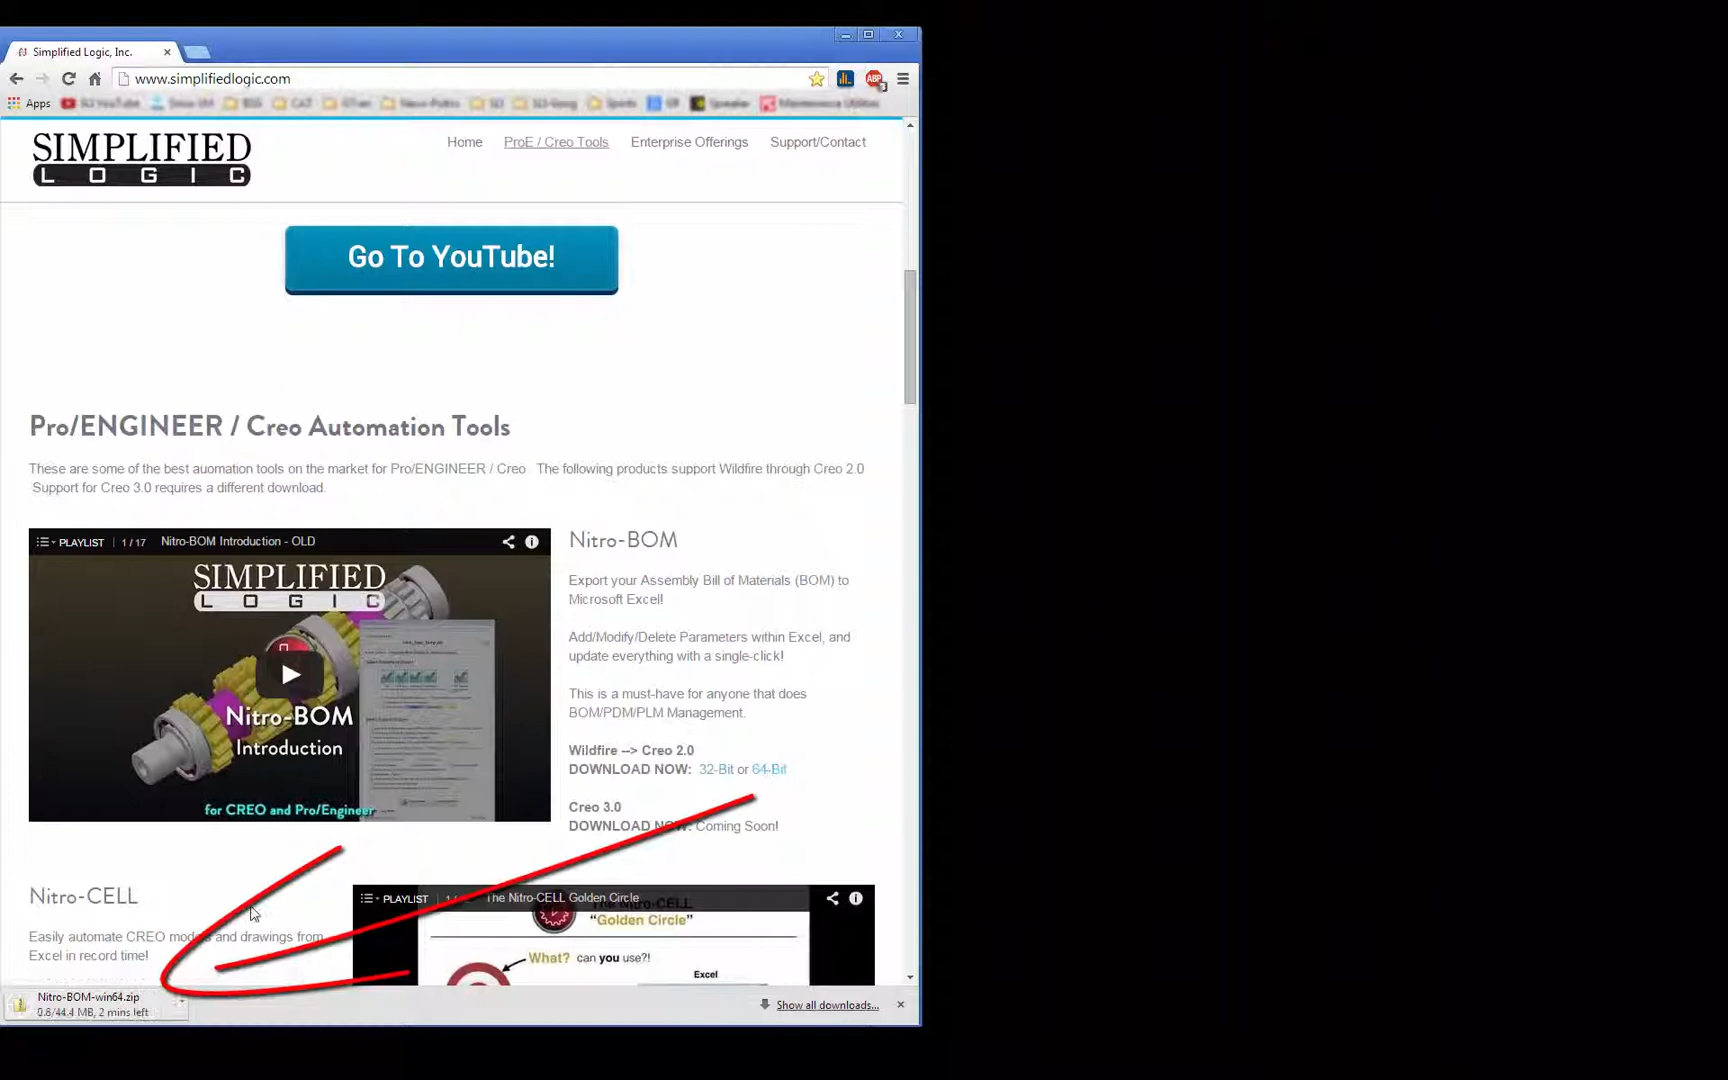 Simplified Logic, Inc.
www.simplifiedlogic.com
ABP
Apps
SIMPLIFIED
LOGIC
Home
ProE / Creo Tools
Enterprise Offerings
Support/Contact
Go To YouTube!
Pro/ENGINEER / Creo Automation Tools
These are some of the best auomation tools on the market for Pro/ENGINEER / Creo The following products support Wildfire through Creo 2.0
Support for Creo 3.0 requires a different download.
PLAYLIST 1 / 17 Nitro-BOM Introduction - OLD
SIMPLIFIED
LOGIC
Nitro-BOM
Introduction
for CREO and Pro/Engineer
Nitro-BOM
Export your Assembly Bill of Materials (BOM) to
Microsoft Excel!
Add/Modify/Delete Parameters within Excel, and
update everything with a single-click!
This is a must-have for anyone that does
BOM/PDM/PLM Management.
Wildfire --> Creo 2.0
DOWNLOAD NOW: 32-Bit or 64-Bit
Creo 3.0
DOWNLOAD NOW: Coming Soon!
Nitro-CELL
Easily automate CREO models and drawings from
Excel in record time!
PLAYLIST The Nitro-CELL Golden Circle
The Nitro-CELL
"Golden Circle"
What? can you use?!
Excel
Nitro-BOM-win64.zip
0.8/44.4 MB, 2 mins left
Show all downloads...